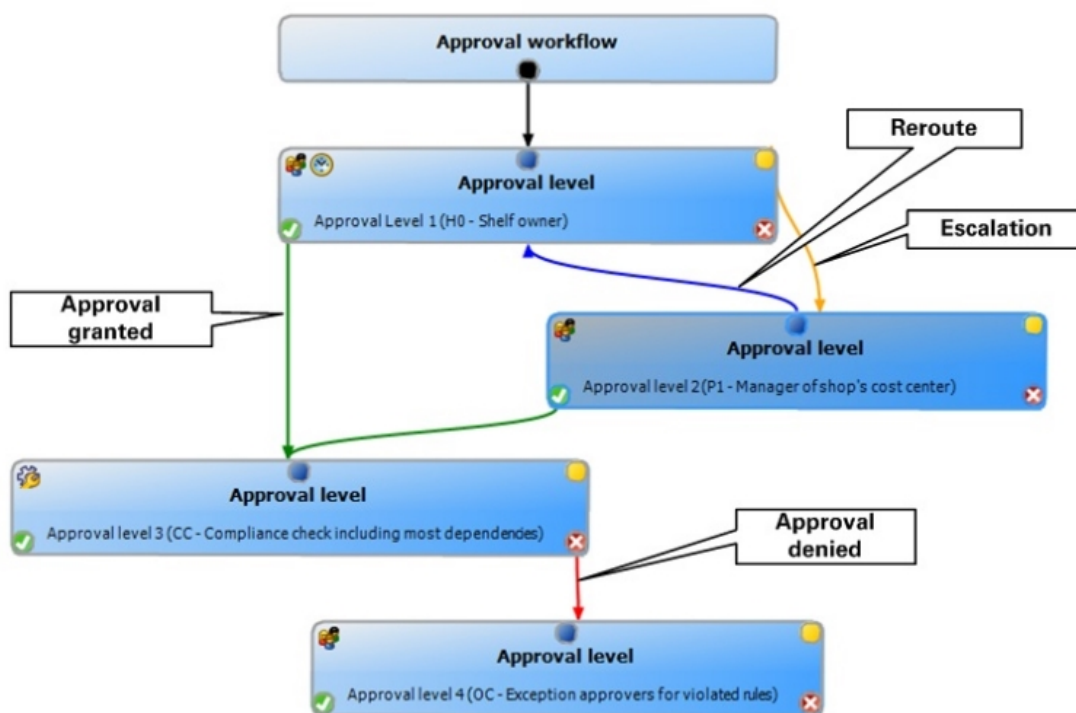 Approval workflow
Reroute
Approval level
Approval Level 1 (H0 - Shelf owner)
Escalation
Approval
granted
Approval level
Approval level 2(P1 - Manager of shop's cost center)
Approval level
Approval level 3 (CC - Compliance check including most dependencies)
Approval
denied
Approval level
Approval level 4 (OC - Exception approvers for violated rules)